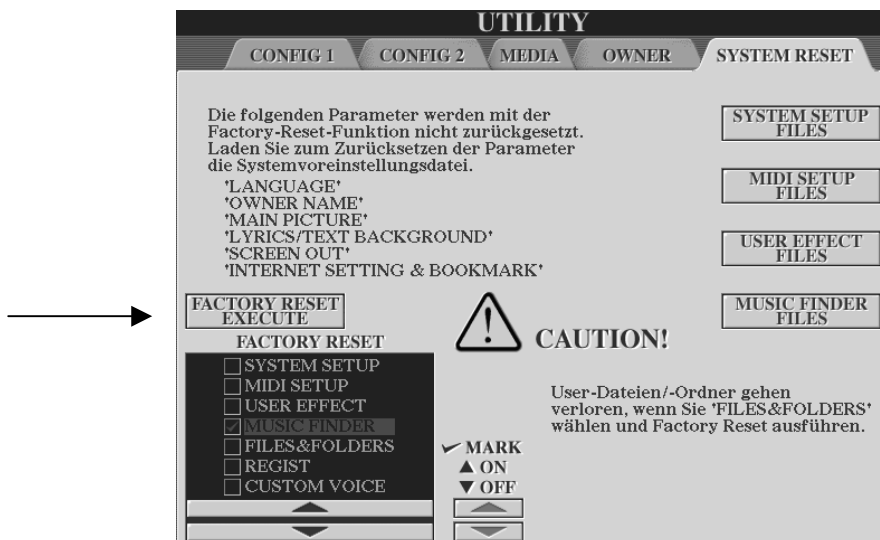 UTILITY
CONFIG 1 CONFIG 2 MEDIA OWNER SYSTEM RESET
Die folgenden Parameter werden mit der
Factory-Reset-Funktion nicht zurückgesetzt.
Laden Sie zum Zurücksetzen der Parameter
die Systemvoreinstellungsdatei.
'LANGUAGE'
'OWNER NAME'
'MAIN PICTURE'
'LYRICS/TEXT BACKGROUND'
'SCREEN OUT'
'INTERNET SETTING & BOOKMARK'
SYSTEM SETUP
FILES
MIDI SETUP
FILES
USER EFFECT
FILES
MUSIC FINDER
FILES
FACTORY RESET
EXECUTE
FACTORY RESET
SYSTEM SETUP
MIDI SETUP
USER EFFECT
MUSIC FINDER
FILES&FOLDERS
REGIST
CUSTOM VOICE
CAUTION!
User-Dateien/-Ordner gehen
verloren, wenn Sie 'FILES&FOLDERS'
wählen und Factory Reset ausführen.
MARK
▲ ON
▼ OFF